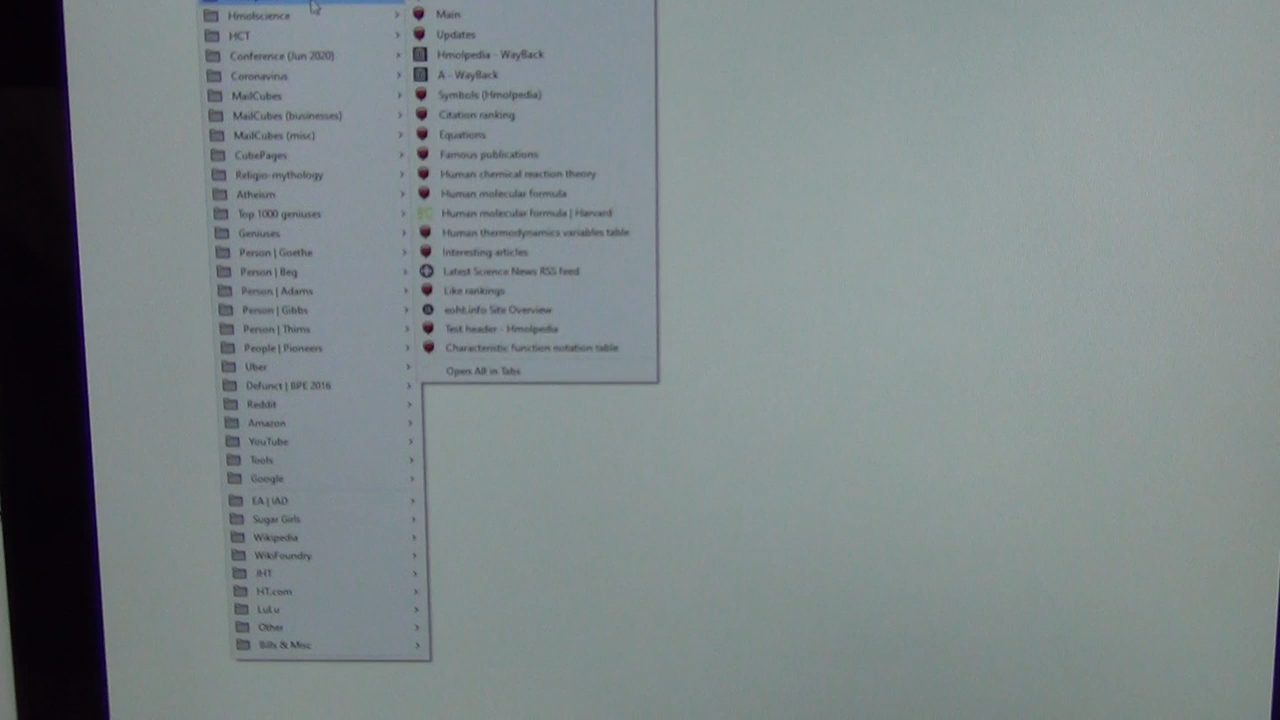 Hmolscience
HCT
Conference (Jun 2020)
Coronavirus
MailCubes
MailCubes (businesses)
MailCubes (misc)
CubePages
Religio-mythology
Atheism
Top 1000 geniuses
Geniuses
Person | Goethe
Person | Beg
Person | Adams
Person | Gibbs
Person | Thims
People | Pioneers
Uber
Defunct | BPE 2016
Reddit
Amazon
YouTube
Tools
Google
EA | IAD
Sugar Girls
Wikipedia
WikiFoundry
JHT
HT.com
LuLu
Other
Bills & Misc
Main
Updates
Hmolpedia - WayBack
A - WayBack
Symbols (Hmolpedia)
Citation ranking
Equations
Famous publications
Human chemical reaction theory
Human molecular formula
Human molecular formula | Harvard
Human thermodynamics variables table
Interesting articles
Latest Science News RSS feed
Like rankings
eoht.info Site Overview
Test header - Hmolpedia
Characteristic function notation table
Open All in Tabs